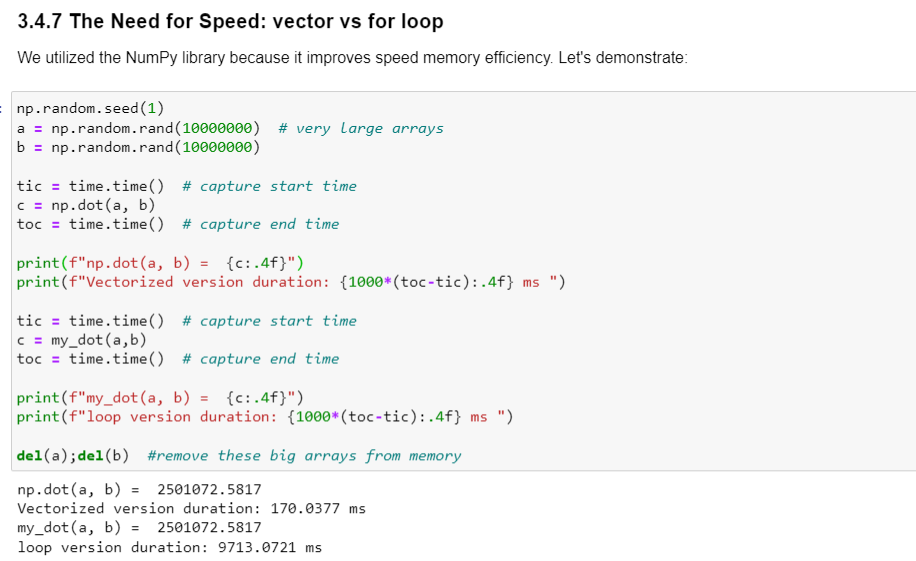 3.4.7 The Need for Speed: vector vs for loop
We utilized the NumPy library because it improves speed memory efficiency. Let's demonstrate:
np.random.seed(1)
a = np.random.rand(10000000)  # very large arrays
b = np.random.rand(10000000)
tic = time.time()  # capture start time
c = np.dot(a, b)
toc = time.time()  # capture end time
print(f"np.dot(a, b) =  {c:.4f}")
print(f"Vectorized version duration: {1000*(toc-tic):.4f} ms ")
tic = time.time()  # capture start time
c = my_dot(a,b)
toc = time.time()  # capture end time
print(f"my_dot(a, b) =  {c:.4f}")
print(f"loop version duration: {1000*(toc-tic):.4f} ms ")
del(a);del(b)  #remove these big arrays from memory
np.dot(a, b) =  2501072.5817
Vectorized version duration: 170.0377 ms
my_dot(a, b) =  2501072.5817
loop version duration: 9713.0721 ms